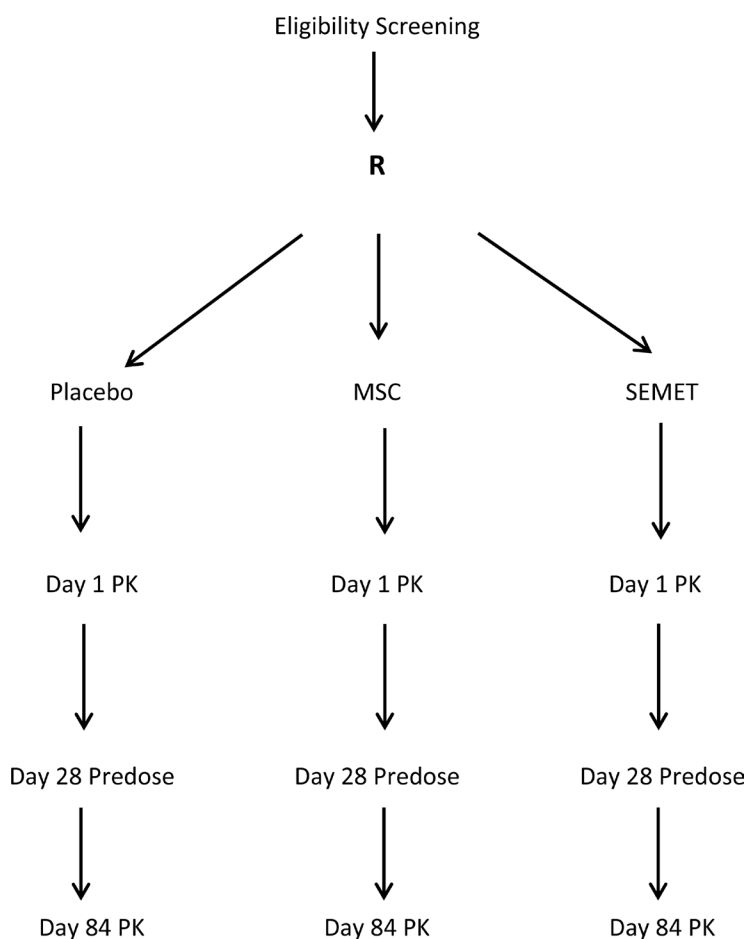 Eligibility Screening
R
Placebo MSC SEMET
Day 1 PK Day 1 PK Day 1 PK
Day 28 Predose Day 28 Predose Day 28 Predose
Day 84 PK Day 84 PK Day 84 PK